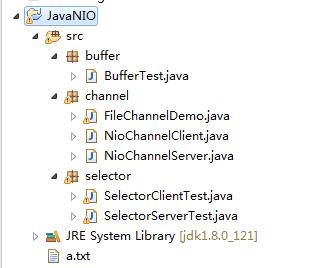 JavaNIO
src
buffer
BufferTest.java
channel
FileChannelDemo.java
NioChannelClient.java
NioChannelServer.java
selector
SelectorClientTest.java
SelectorServerTest.java
JRE System Library [jdk1.8.0_121]
a.txt